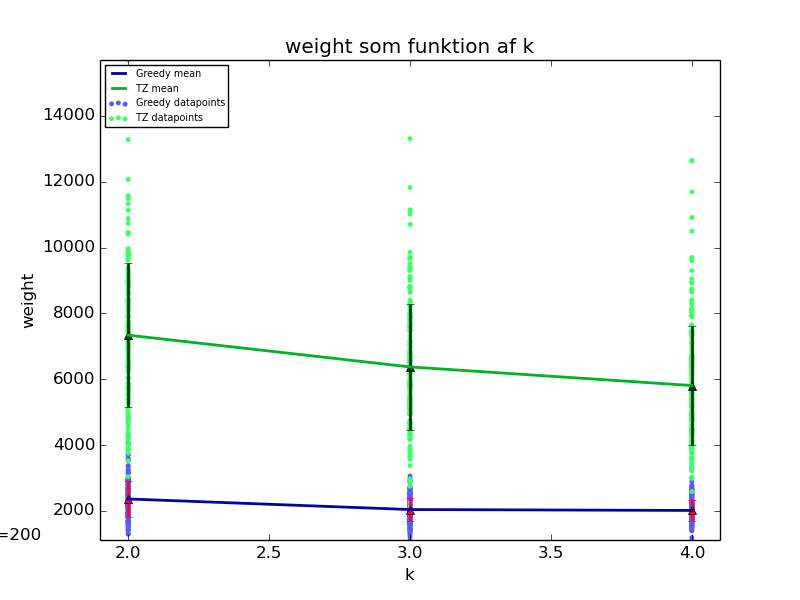 weight som funktion af k
Greedy mean
TZ mean
Greedy datapoints
TZ datapoints
14000
12000
10000
8000
6000
4000
2000
weight
=200
2.0 2.5 3.0 3.5 4.0
k